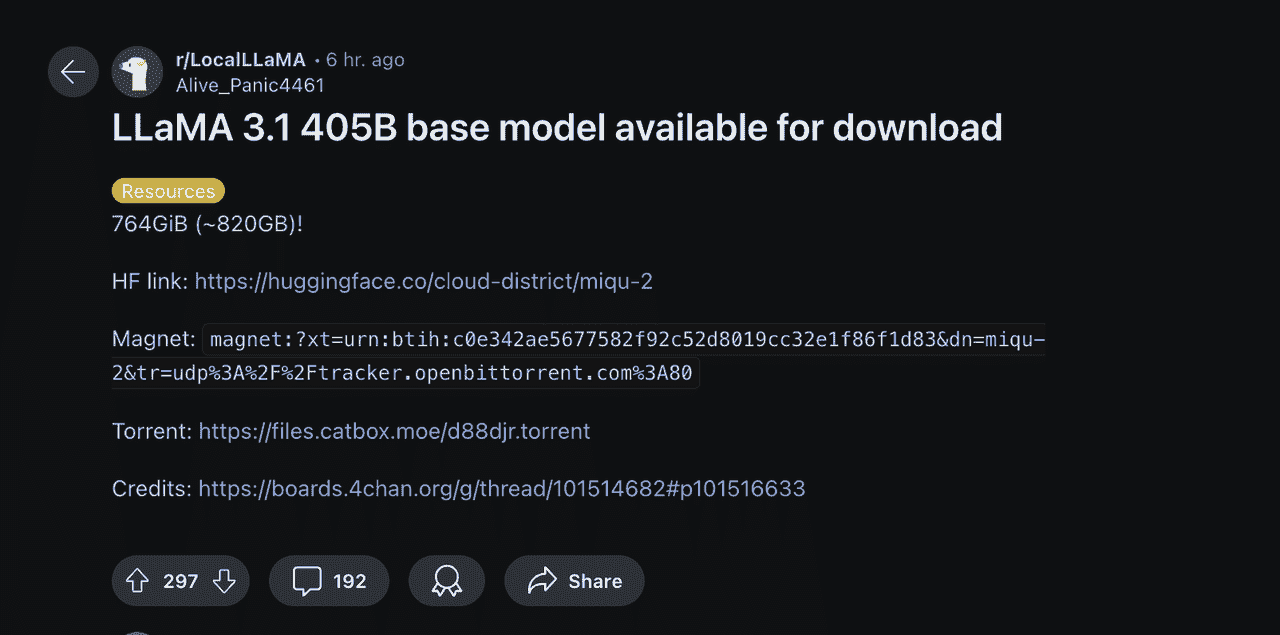 r/LocalLLaMA • 6 hr. ago
Alive_Panic4461
LLaMA 3.1 405B base model available for download
Resources
764GiB (~820GB)!
HF link: https://huggingface.co/cloud-district/miqu-2
Magnet: magnet:?xt=urn:btih:c0e342ae5677582f92c52d8019cc32e1f86f1d83&dn=miqu-
2&tr=udp%3A%2F%2Ftracker.openbittorrent.com%3A80
Torrent: https://files.catbox.moe/d88djr.torrent
Credits: https://boards.4chan.org/g/thread/101514682#p101516633
297 192 Share